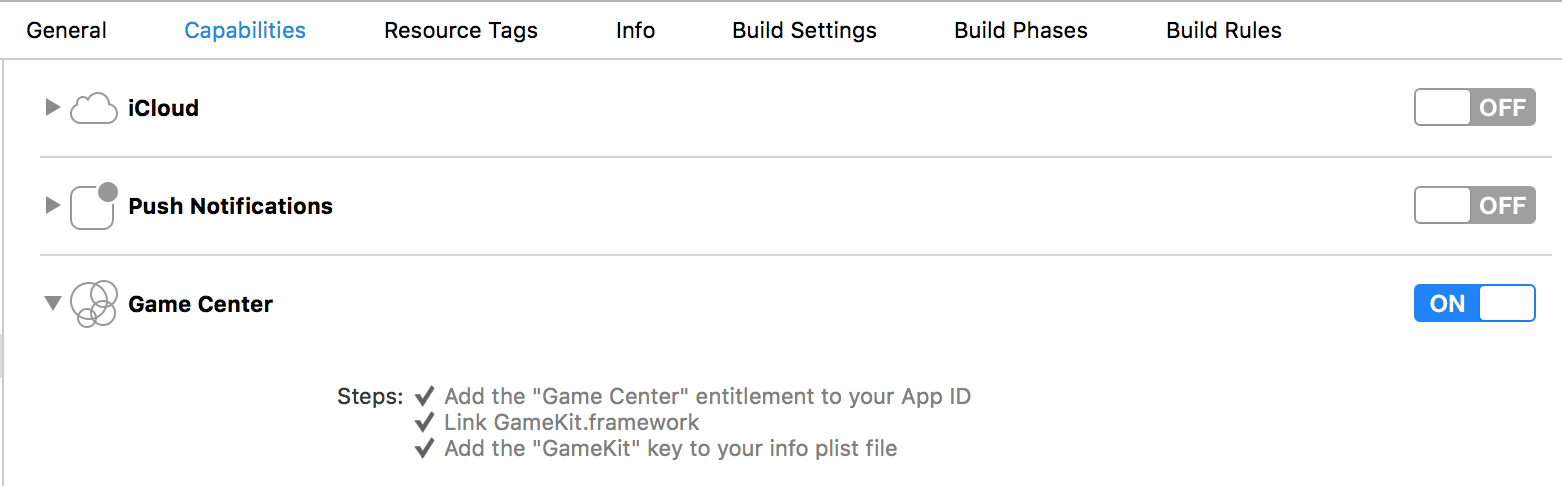 General Capabilities Resource Tags Info Build Settings Build Phases Build Rules
iCloud OFF
Push Notifications OFF
Game Center ON
Steps: ✔ Add the "Game Center" entitlement to your App ID
✔ Link GameKit.framework
✔ Add the "GameKit" key to your info plist file